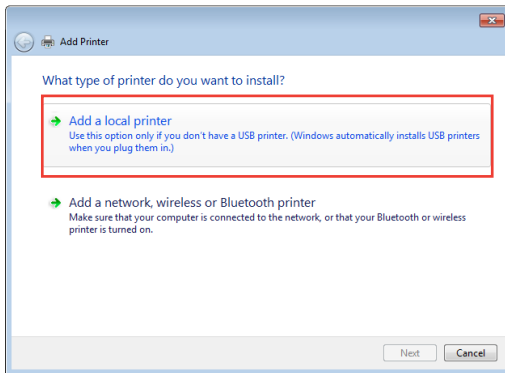 Add Printer
What type of printer do you want to install?
Add a local printer
Use this option only if you don't have a USB printer. (Windows automatically installs USB printers
when you plug them in.)
Add a network, wireless or Bluetooth printer
Make sure that your computer is connected to the network, or that your Bluetooth or wireless
printer is turned on.
Next Cancel